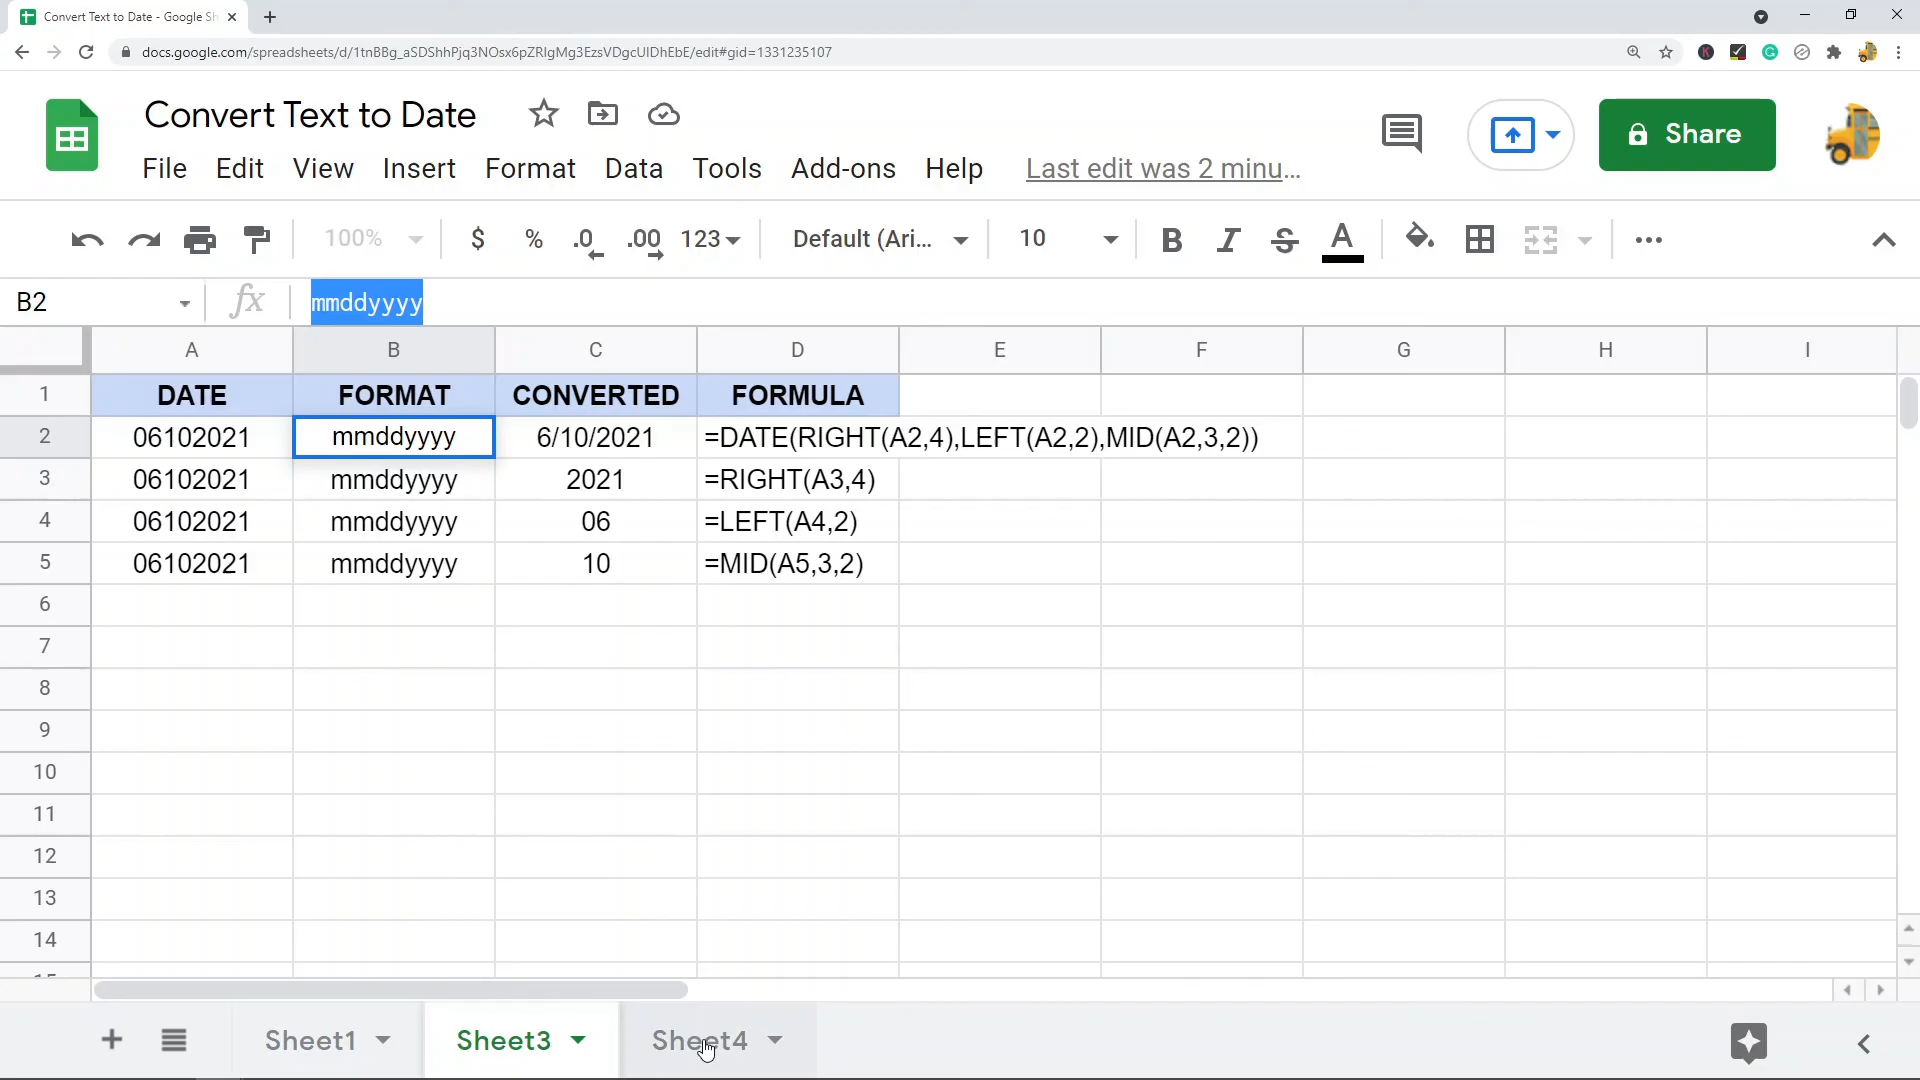 Convert Text to Date - Google Sh
docs.google.com/spreadsheets/d/1tnBBg_aSDShhPjq3NOsx6pZRIgMg3EzsVDgcUIDhEbE/edit#gid=1331235107
Convert Text to Date
Share
File Edit View Insert Format Data Tools Add-ons Help Last edit was 2 minu...
100% $ % .0 .00 123 Default (Ari... 10 B I S A
B2 fx mmddyyyy
A B C D E F G H I
1 DATE FORMAT CONVERTED FORMULA
2 06102021 mmddyyyy 6/10/2021 =DATE(RIGHT(A2,4),LEFT(A2,2),MID(A2,3,2))
3 06102021 mmddyyyy 2021 =RIGHT(A3,4)
4 06102021 mmddyyyy 06 =LEFT(A4,2)
5 06102021 mmddyyyy 10 =MID(A5,3,2)
6
7
8
9
10
11
12
13
14
15
Sheet1 Sheet3 Sheet4